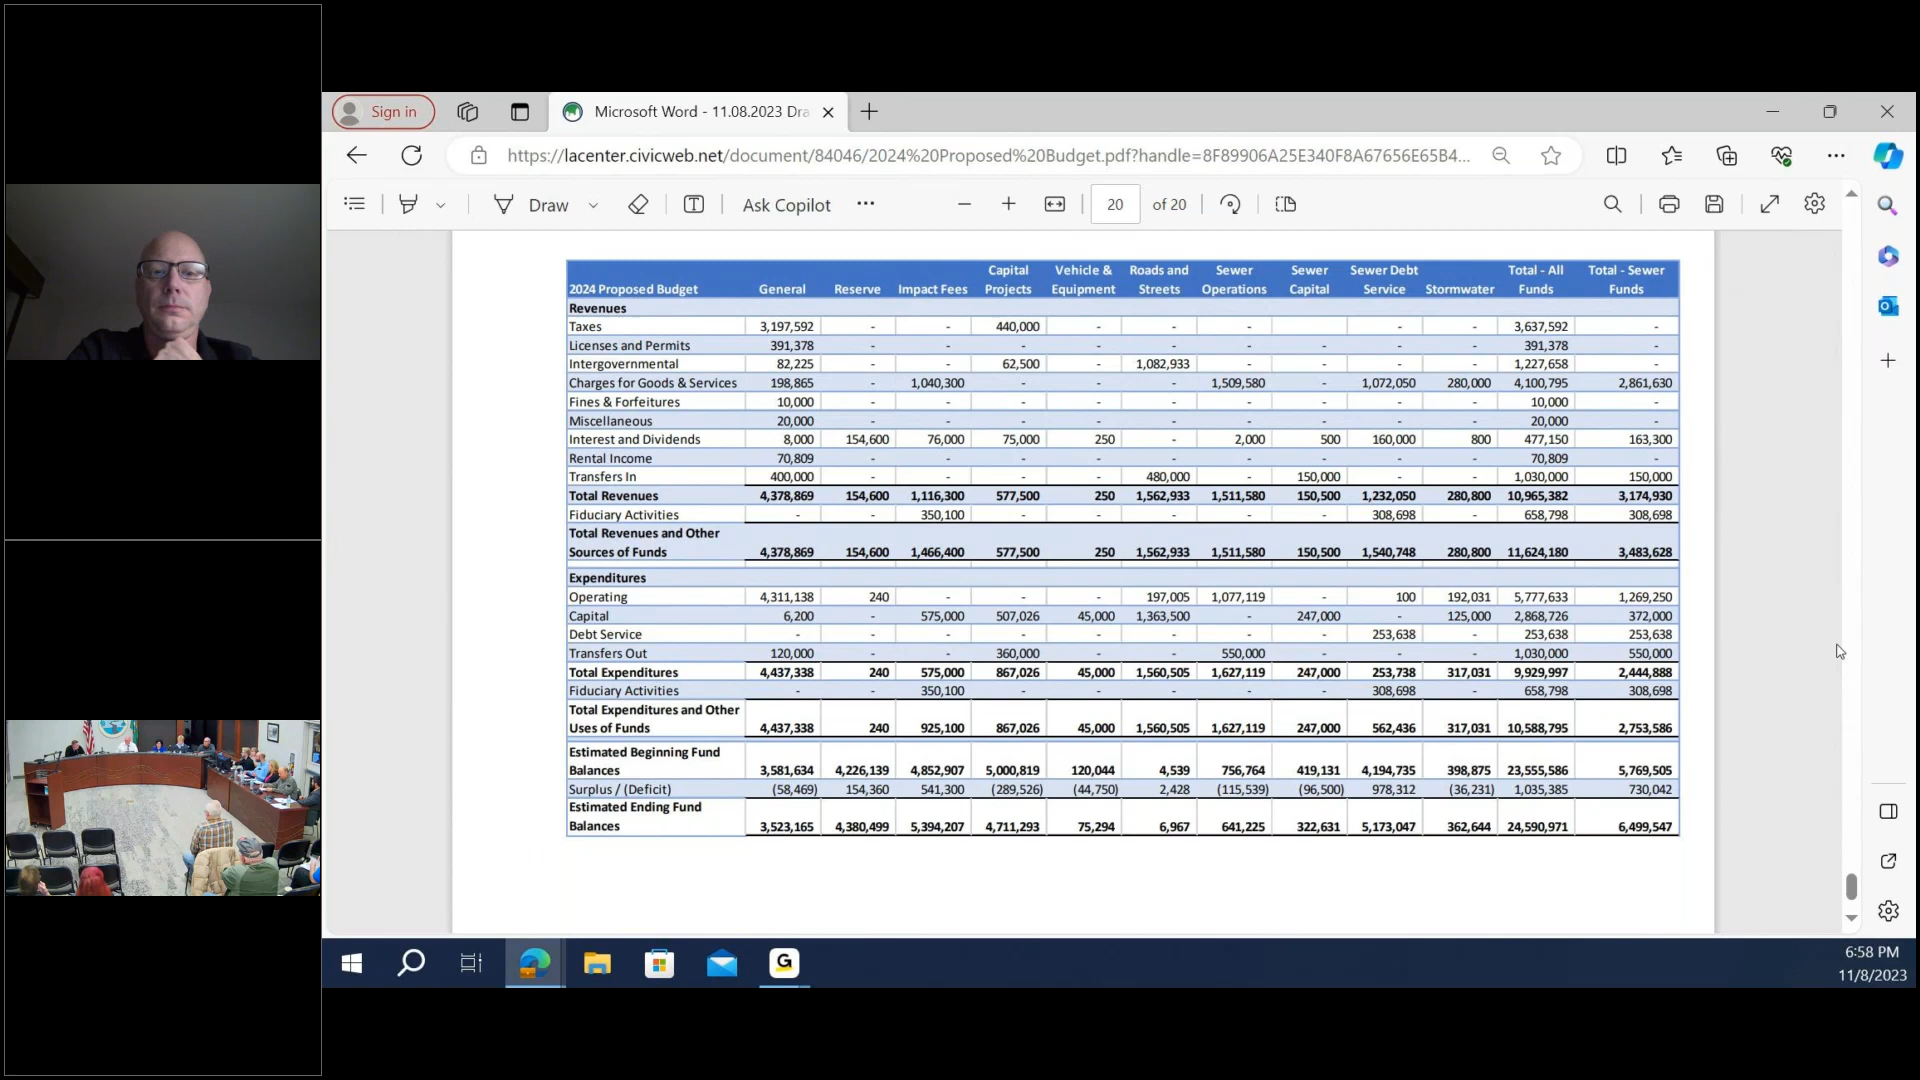 Sign in
Microsoft Word - 11.08.2023 Dra
https://lacenter.civicweb.net/document/84046/2024%20Proposed%20Budget.pdf?handle=8F89906A25E340F8A67656E65B4...
Draw
Ask Copilot
20 of 20
Capital Vehicle & Roads and Sewer Sewer Sewer Debt Total - All Total - Sewer
2024 Proposed Budget General Reserve Impact Fees Projects Equipment Streets Operations Capital Service Stormwater Funds Funds
Revenues
Taxes 3,197,592 - - 440,000 - - - - - 3,637,592 -
Licenses and Permits 391,378 - - - - - - - - - 391,378 -
Intergovernmental 82,225 - - 62,500 - 1,082,933 - - - - 1,227,658 -
Charges for Goods & Services 198,865 - 1,040,300 - - - 1,509,580 - 1,072,050 280,000 4,100,795 2,861,630
Fines & Forfeitures 10,000 - - - - - - - - - 10,000 -
Miscellaneous 20,000 - - - - - - - - - 20,000 -
Interest and Dividends 8,000 154,600 76,000 75,000 250 - 2,000 500 160,000 800 477,150 163,300
Rental Income 70,809 - - - - - - - - - 70,809 -
Transfers In 400,000 - - - - 480,000 - 150,000 - - 1,030,000 150,000
Total Revenues 4,378,869 154,600 1,116,300 577,500 250 1,562,933 1,511,580 150,500 1,232,050 280,800 10,965,382 3,174,930
Fiduciary Activities - - 350,100 - - - - - 308,698 - 658,798 308,698
Total Revenues and Other
Sources of Funds 4,378,869 154,600 1,466,400 577,500 250 1,562,933 1,511,580 150,500 1,540,748 280,800 11,624,180 3,483,628
Expenditures
Operating 4,311,138 240 - - - 197,005 1,077,119 - 100 192,031 5,777,633 1,269,250
Capital 6,200 - 575,000 507,026 45,000 1,363,500 - 247,000 - 125,000 2,868,726 372,000
Debt Service - - - - - - - - 253,638 - 253,638 253,638
Transfers Out 120,000 - - 360,000 - - 550,000 - - - 1,030,000 550,000
Total Expenditures 4,437,338 240 575,000 867,026 45,000 1,560,505 1,627,119 247,000 253,738 317,031 9,929,997 2,444,888
Fiduciary Activities - - 350,100 - - - - - 308,698 - 658,798 308,698
Total Expenditures and Other
Uses of Funds 4,437,338 240 925,100 867,026 45,000 1,560,505 1,627,119 247,000 562,436 317,031 10,588,795 2,753,586
Estimated Beginning Fund
Balances 3,581,634 4,226,139 4,852,907 5,000,819 120,044 4,539 756,764 419,131 4,194,735 398,875 23,555,586 5,769,505
Surplus / (Deficit) (58,469) 154,360 541,300 (289,526) (44,750) 2,428 (115,539) (96,500) 978,312 (36,231) 1,035,385 730,042
Estimated Ending Fund
Balances 3,523,165 4,380,499 5,394,207 4,711,293 75,294 6,967 641,225 322,631 5,173,047 362,644 24,590,971 6,499,547
G
6:58 PM
11/8/2023